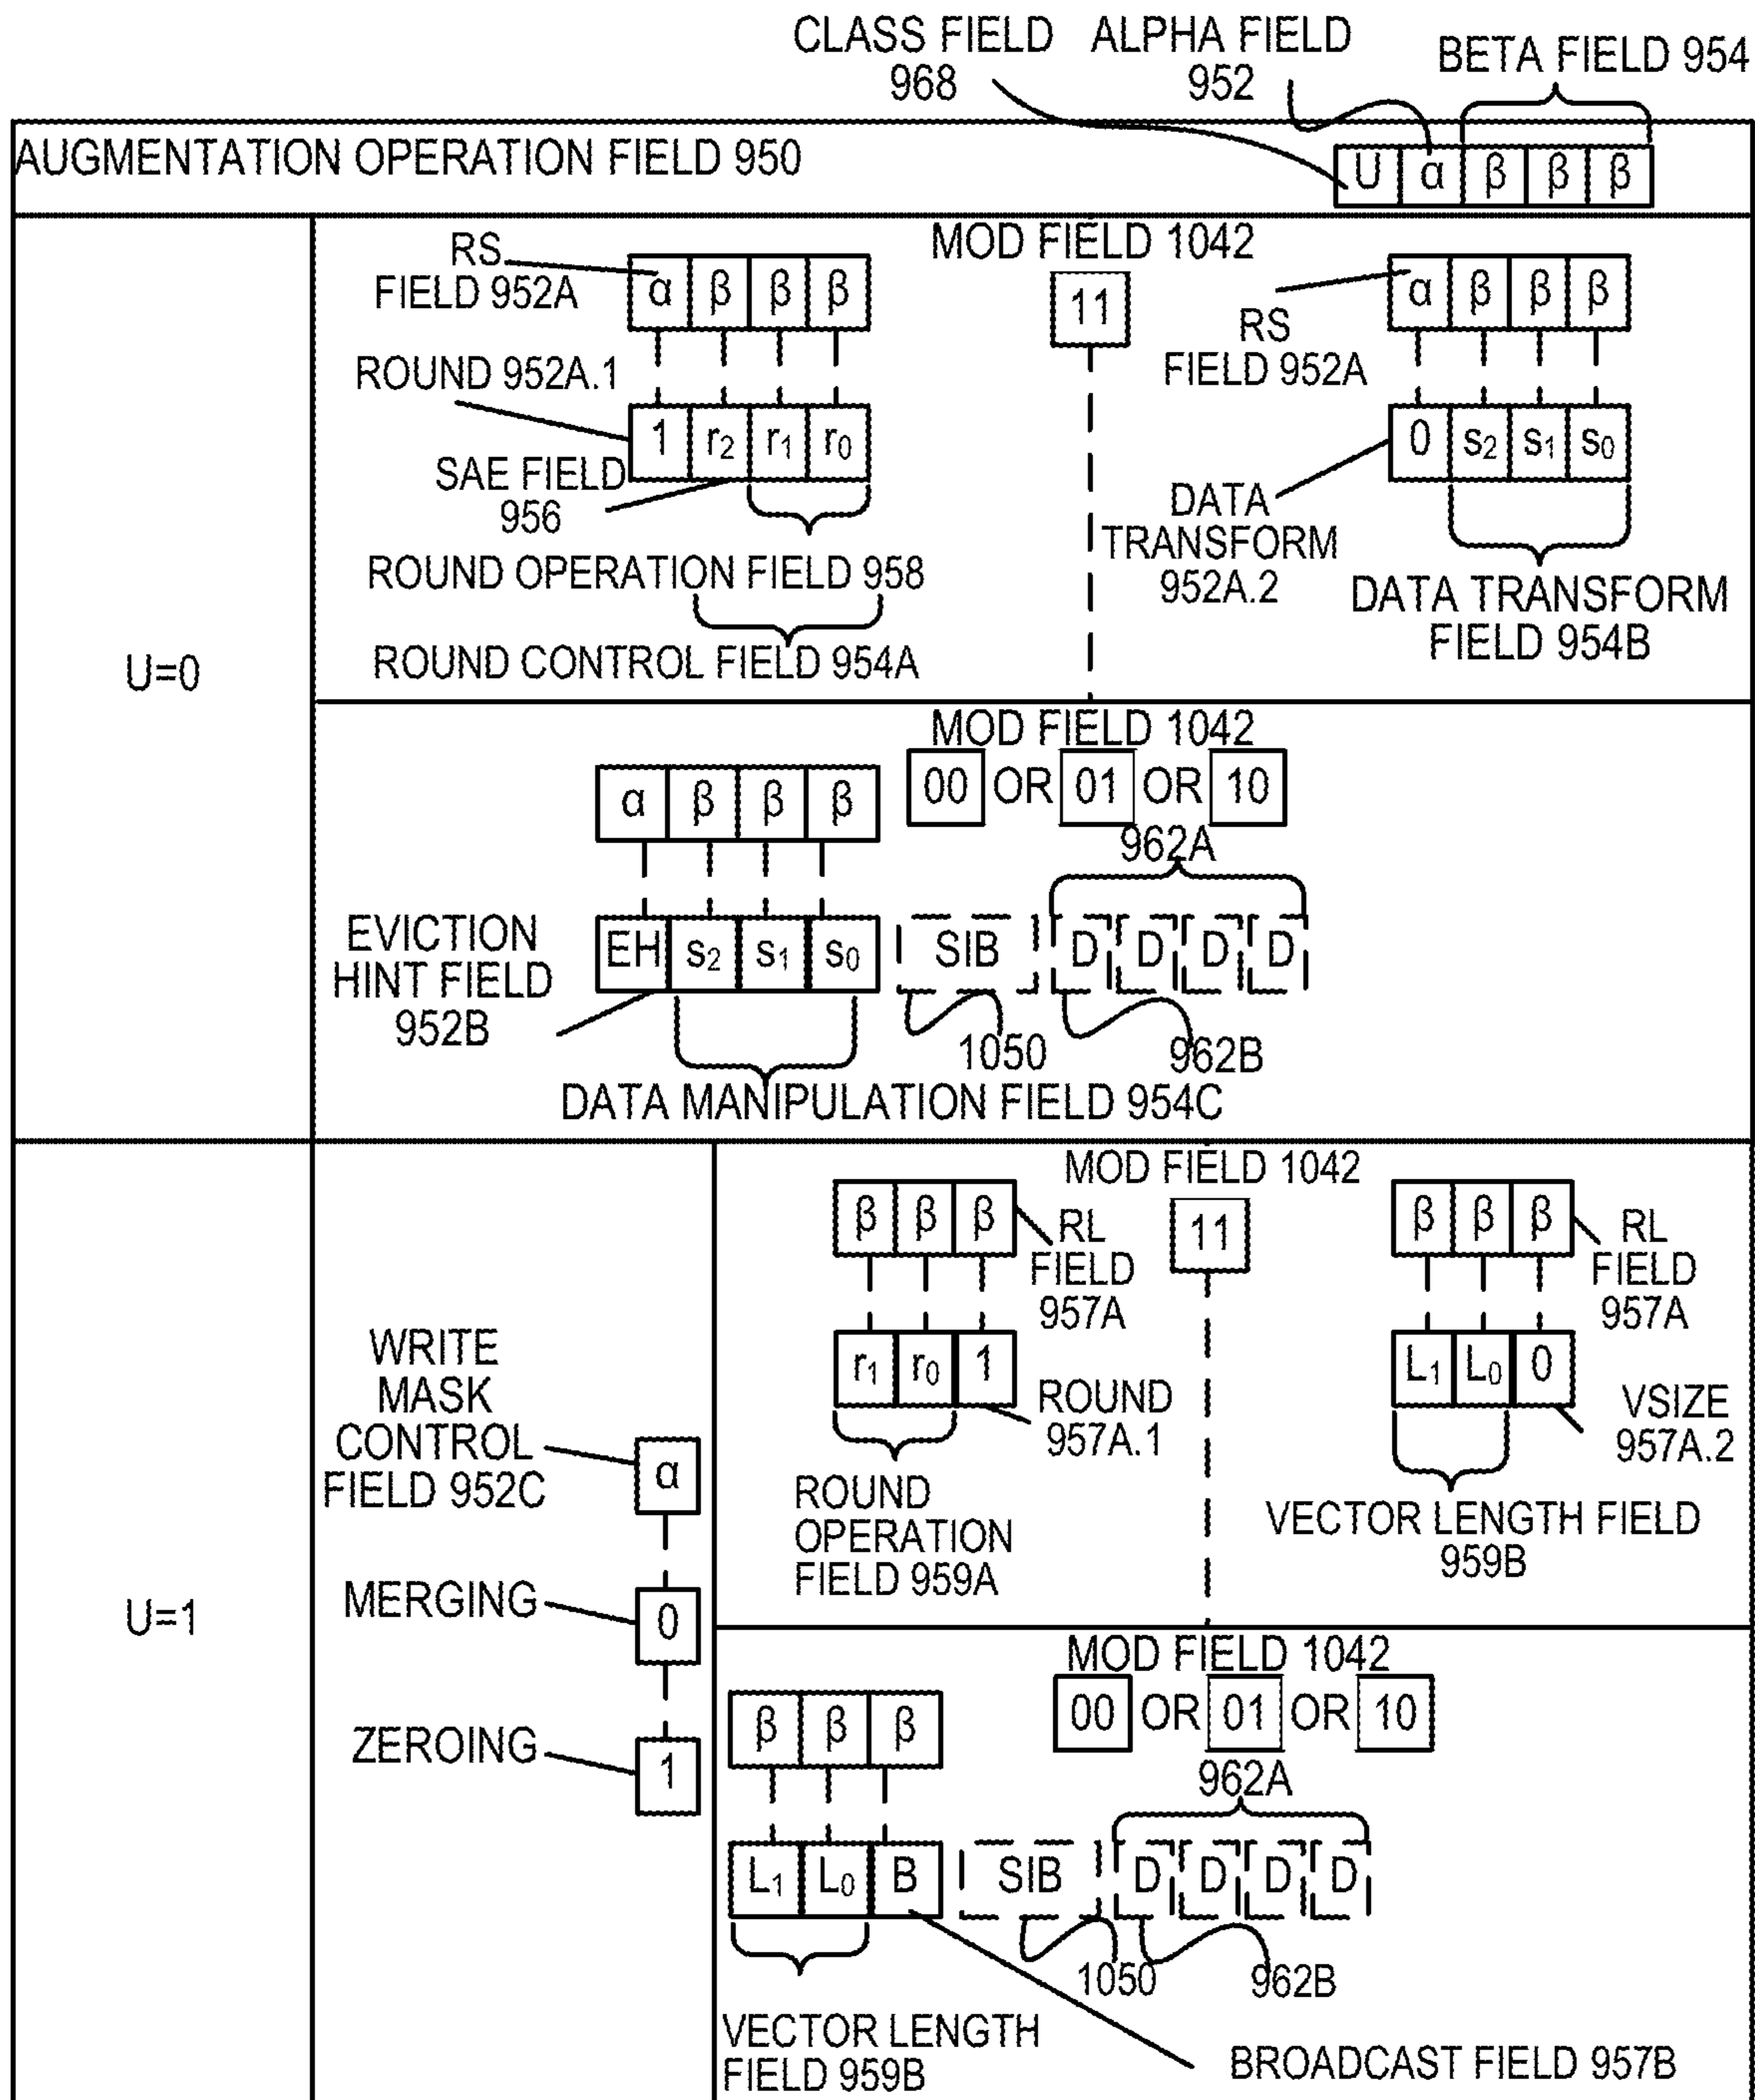 CLASS FIELD 968
ALPHA FIELD 952
BETA FIELD 954
AUGMENTATION OPERATION FIELD 950
U α β β β
U=0
MOD FIELD 1042
11
RS
FIELD 952A
α β β β
ROUND 952A.1
1 r₂ r₁ r₀
SAE FIELD
956
ROUND OPERATION FIELD 958
ROUND CONTROL FIELD 954A
α β β β
RS
FIELD 952A
0 s₂ s₁ s₀
DATA
TRANSFORM
952A.2
DATA TRANSFORM
FIELD 954B
MOD FIELD 1042
00 OR 01 OR 10
α β β β
962A
EVICTION
HINT FIELD
952B
EH s₂ s₁ s₀ SIB D D D D
1050
962B
DATA MANIPULATION FIELD 954C
U=1
WRITE
MASK
CONTROL
FIELD 952C
α
MERGING
0
ZEROING
1
MOD FIELD 1042
11
β β β
RL
FIELD
957A
r₁ r₀ 1
ROUND
957A.1
ROUND
OPERATION
FIELD 959A
β β β
RL
FIELD
957A
L₁ L₀ 0
VSIZE
957A.2
VECTOR LENGTH FIELD
959B
MOD FIELD 1042
00 OR 01 OR 10
β β β
962A
L₁ L₀ B SIB D D D D
1050
962B
VECTOR LENGTH
FIELD 959B
BROADCAST FIELD 957B